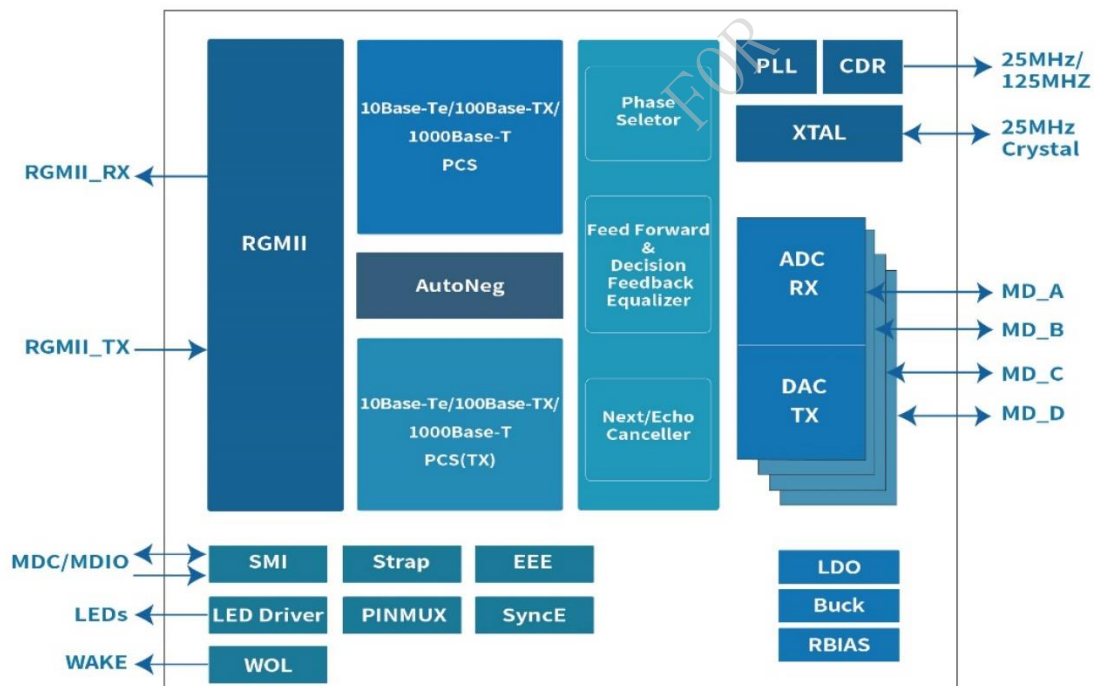 FOR
PLL
CDR
25MHz/
125MHZ
10Base-Te/100Base-TX/
1000Base-T
PCS
Phase
Seletor
XTAL
25MHz
Crystal
RGMII_RX
RGMII
Feed Forward
&
Decision
Feedback
Equalizer
ADC
RX
AutoNeg
MD_A
MD_B
RGMII_TX
MD_C
DAC
TX
MD_D
10Base-Te/100Base-TX/
1000Base-T
PCS(TX)
Next/Echo
Canceller
MDC/MDIO
SMI
Strap
EEE
LDO
LEDs
LED Driver
PINMUX
SyncE
Buck
WAKE
WOL
RBIAS